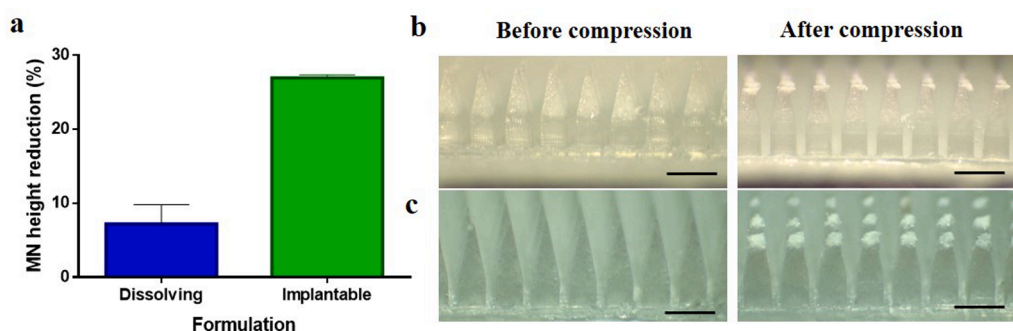 a
MN height reduction (%)
30
20
10
0
Dissolving
Implantable
Formulation
b
Before compression
After compression
c